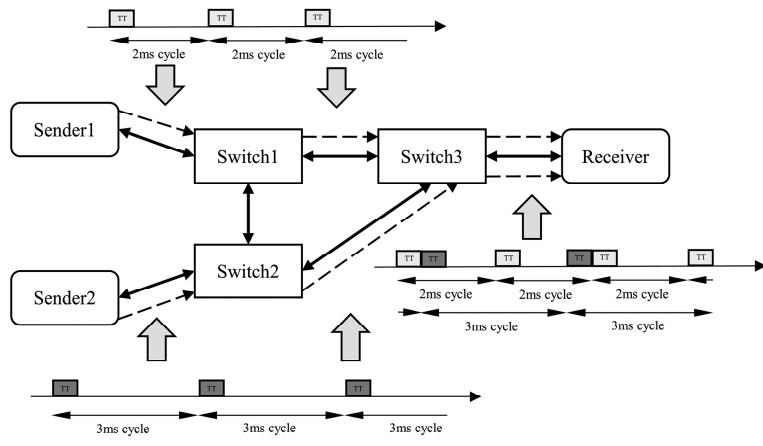 TT TT TT
2ms cycle 2ms cycle 2ms cycle
Sender1
Switch1 Switch3 Receiver
Switch2
Sender2
TT TT TT TT TT TT
2ms cycle 2ms cycle 2ms cycle
3ms cycle 3ms cycle
TT TT TT
3ms cycle 3ms cycle 3ms cycle